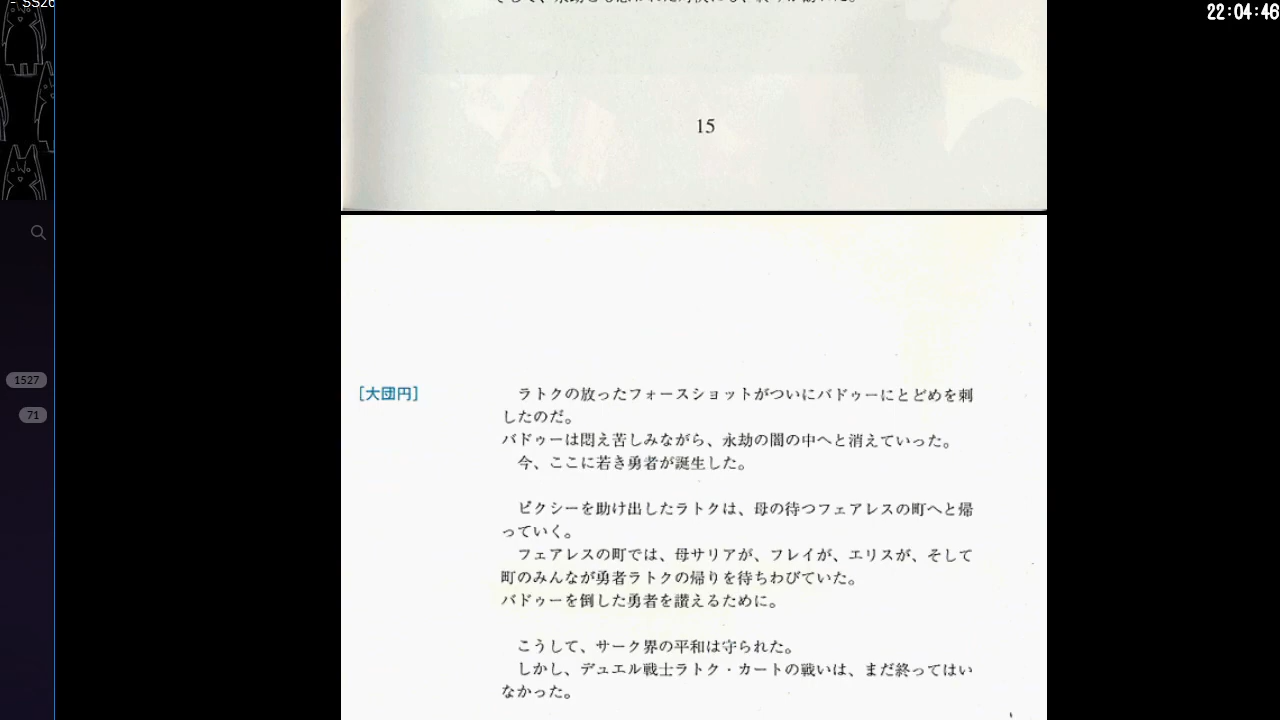 - SS26
22:04:46
15
1527
71
[大団円]
ラトクの放ったフォースショットがついにバドゥーにとどめを刺
したのだ。
バドゥーは悶え苦しみながら、永劫の闇の中へと消えていった。
今、ここに若き勇者が誕生した。
ピクシーを助け出したラトクは、母の待つフェアレスの町へと帰
っていく。
フェアレスの町では、母サリアが、フレイが、エリスが、そして
町のみんなが勇者ラトクの帰りを待ちわびていた。
バドゥーを倒した勇者を讃えるために。
こうして、サーク界の平和は守られた。
しかし、デュエル戦士ラトク・カートの戦いは、まだ終ってはい
なかった。